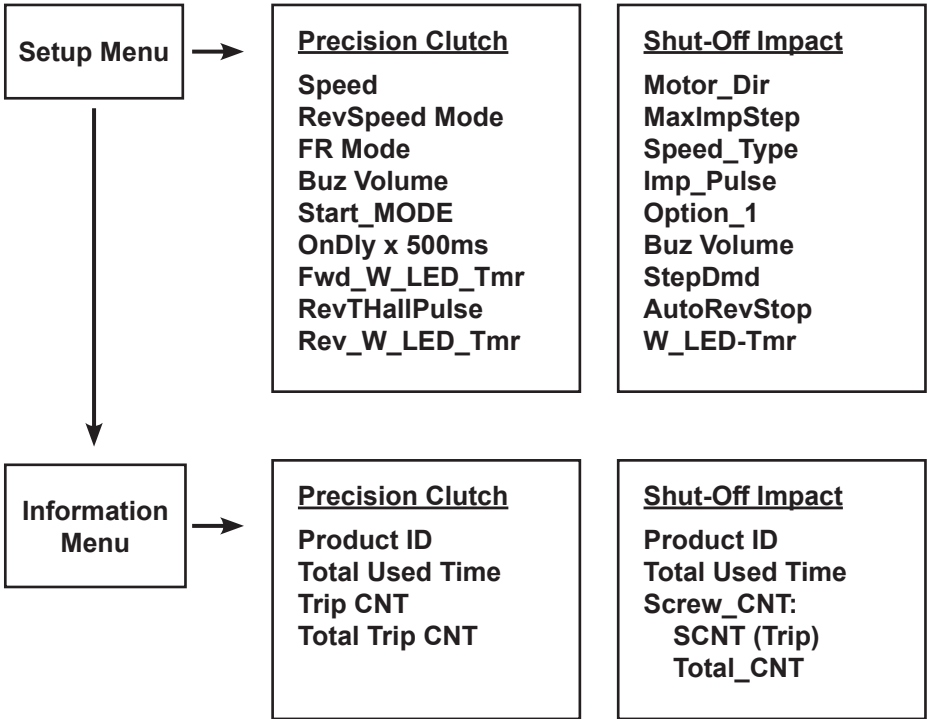 Setup Menu
Precision Clutch
Speed
RevSpeed Mode
FR Mode
Buz Volume
Start_MODE
OnDly x 500ms
Fwd_W_LED_Tmr
RevTHallPulse
Rev_W_LED_Tmr
Shut-Off Impact
Motor_Dir
MaxImpStep
Speed_Type
Imp_Pulse
Option_1
Buz Volume
StepDmd
AutoRevStop
W_LED-Tmr
Information
Menu
Precision Clutch
Product ID
Total Used Time
Trip CNT
Total Trip CNT
Shut-Off Impact
Product ID
Total Used Time
Screw_CNT:
SCNT (Trip)
Total_CNT